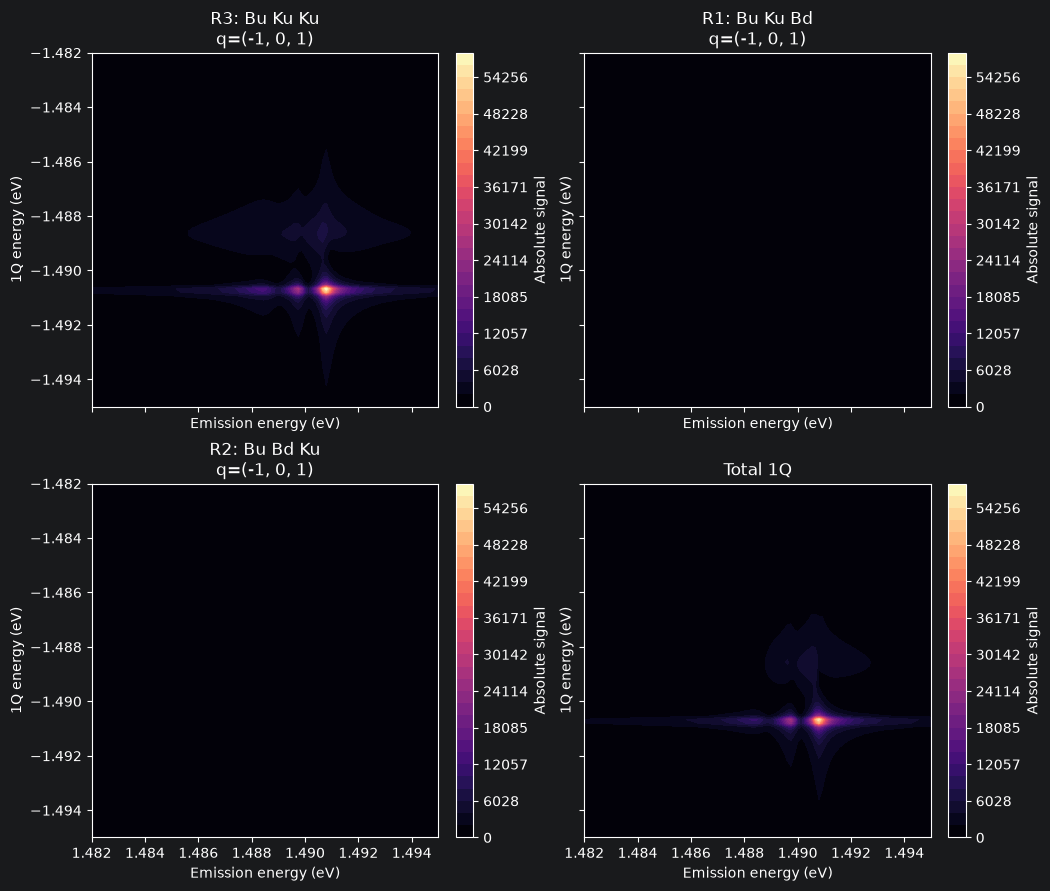 R3: Bu Ku Ku
q=(-1, 0, 1)
R1: Bu Ku Bd
q=(-1, 0, 1)
−1.482
−1.484
−1.486
−1.488
−1.490
−1.492
−1.494
1Q energy (eV)
Emission energy (eV)
54256
48228
42199
36171
30142
24114
18085
12057
6028
0
Absolute signal
1Q energy (eV)
Emission energy (eV)
54256
48228
42199
36171
30142
24114
18085
12057
6028
0
Absolute signal
R2: Bu Bd Ku
q=(-1, 0, 1)
Total 1Q
−1.482
−1.484
−1.486
−1.488
−1.490
−1.492
−1.494
1Q energy (eV)
1.482 1.484 1.486 1.488 1.490 1.492 1.494
Emission energy (eV)
54256
48228
42199
36171
30142
24114
18085
12057
6028
0
Absolute signal
1Q energy (eV)
1.482 1.484 1.486 1.488 1.490 1.492 1.494
Emission energy (eV)
54256
48228
42199
36171
30142
24114
18085
12057
6028
0
Absolute signal